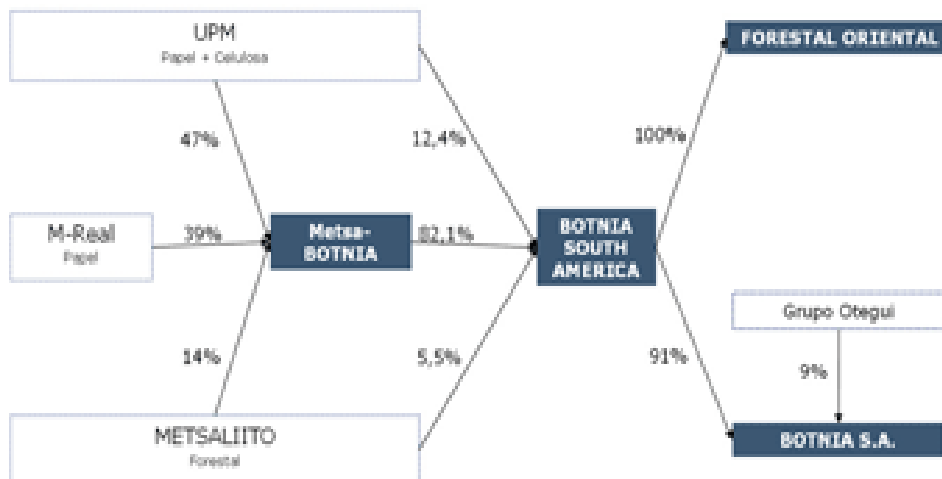 UPM
Papel + Celulosa
FORESTAL ORIENTAL
47%
12,4%
100%
M-Real
Papel
39%
Metsa-
BOTNIA
82,1%
BOTNIA
SOUTH
AMERICA
Grupo Otegui
14%
5,5%
91%
9%
METSALIITO
Forestal
BOTNIA S.A.